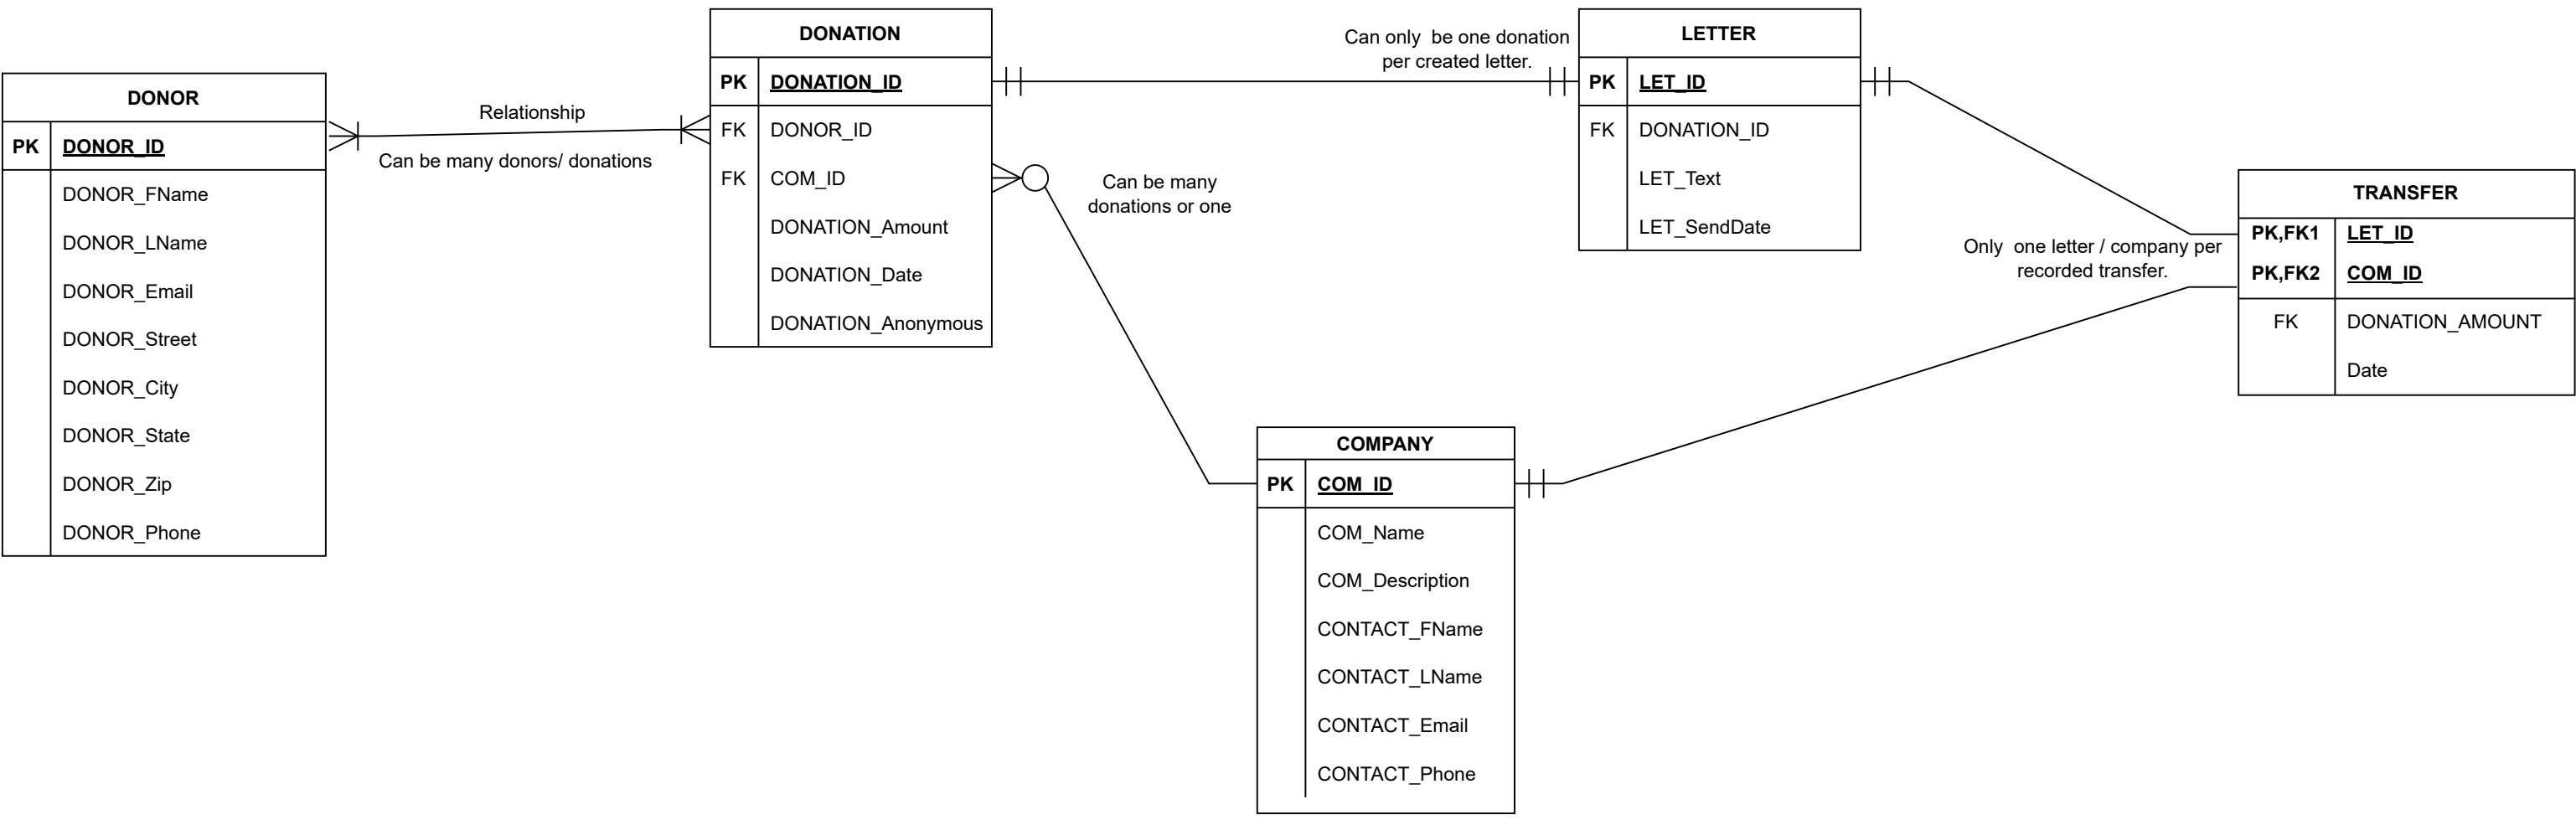 DONOR
PK DONOR_ID
DONOR_FName
DONOR_LName
DONOR_Email
DONOR_Street
DONOR_City
DONOR_State
DONOR_Zip
DONOR_Phone
Relationship
Can be many donors/ donations
DONATION
PK DONATION_ID
FK DONOR_ID
FK COM_ID
DONATION_Amount
DONATION_Date
DONATION_Anonymous
Can be many
donations or one
Can only be one donation
per created letter.
LETTER
PK LET_ID
FK DONATION_ID
LET_Text
LET_SendDate
COMPANY
PK COM_ID
COM_Name
COM_Description
CONTACT_FName
CONTACT_LName
CONTACT_Email
CONTACT_Phone
Only one letter / company per
recorded transfer.
TRANSFER
PK,FK1 LET_ID
PK,FK2 COM_ID
FK DONATION_AMOUNT
Date